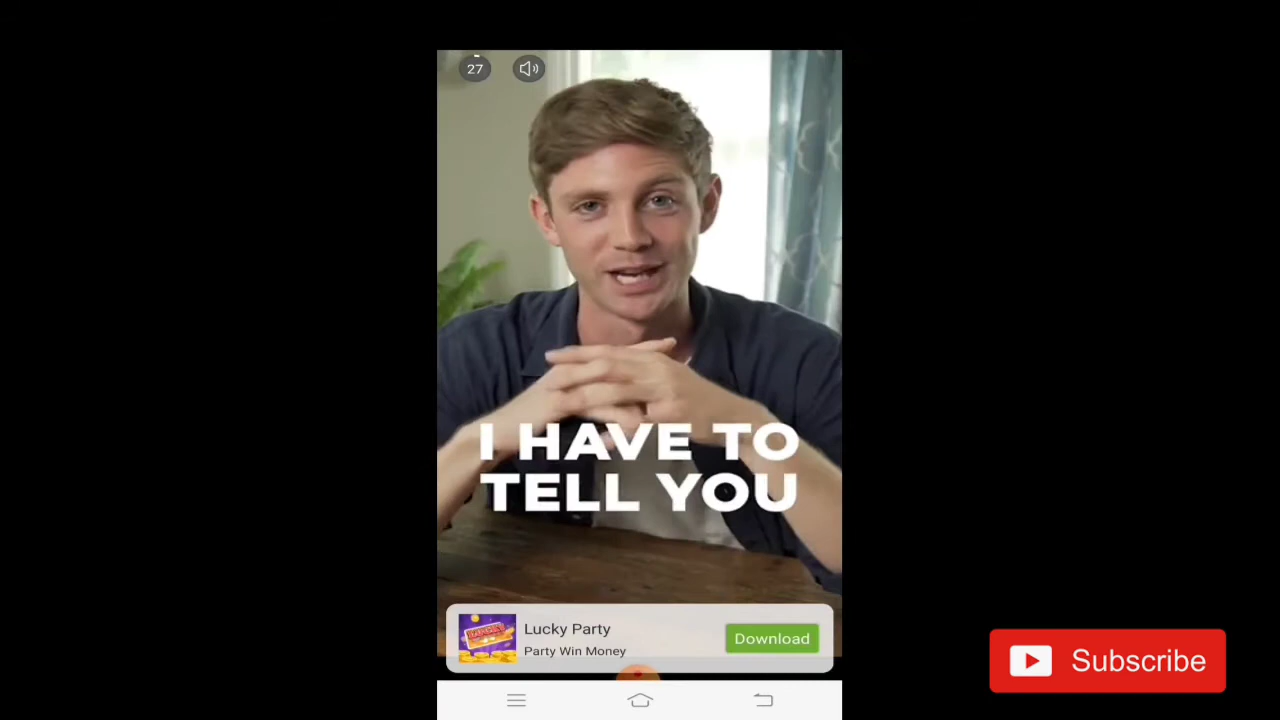 27
I HAVE TO
TELL YOU
Lucky Party
Party Win Money
Download
Subscribe